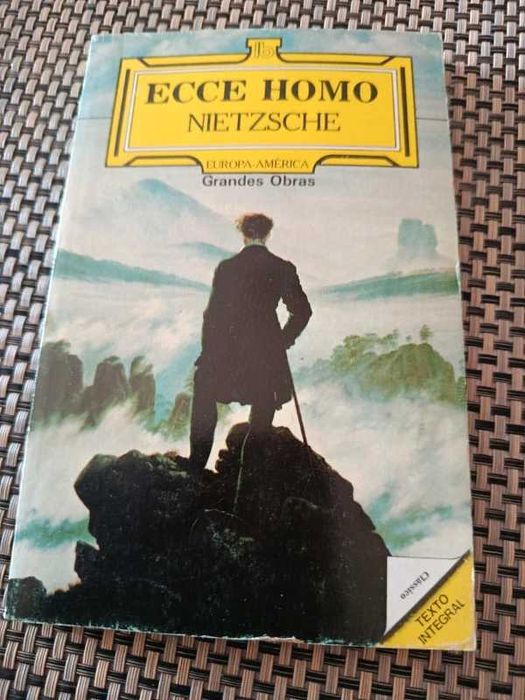 ECCE HOMO
NIETZSCHE
EUROPA-AMÉRICA
Grandes Obras
Clássico
TEXTO
INTEGRAL